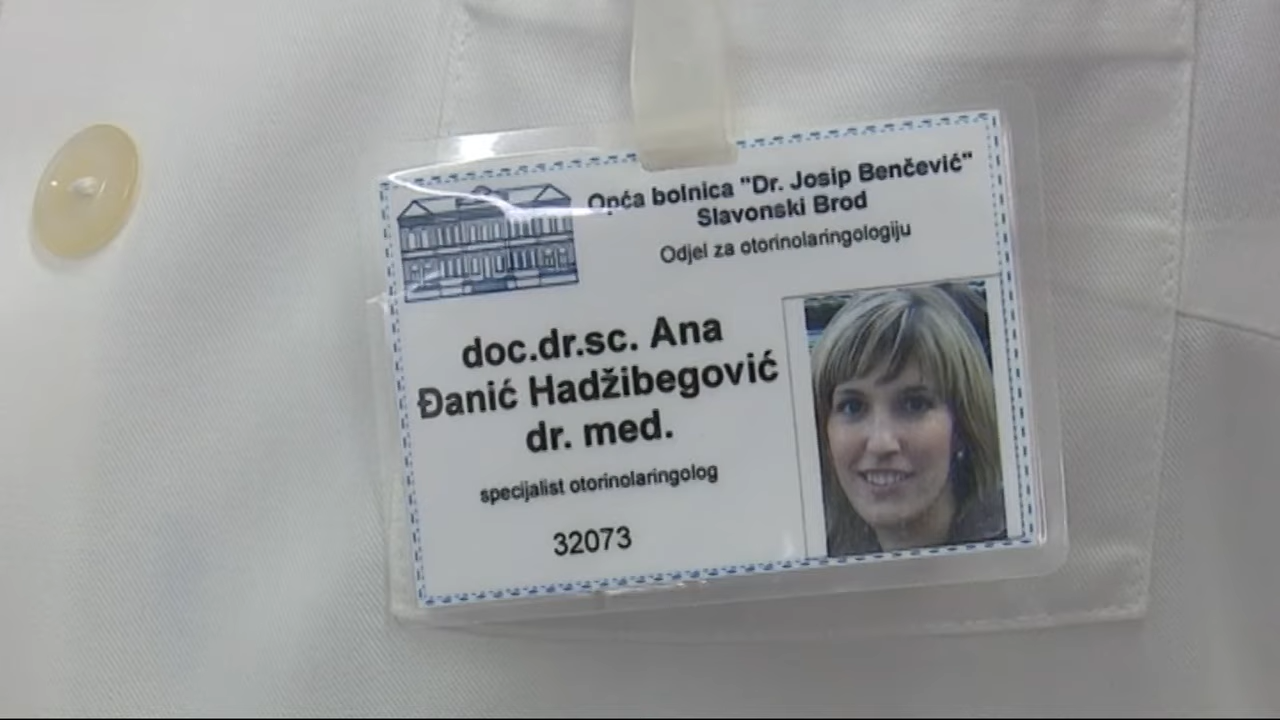 Opća bolnica "Dr. Josip Benčević"
Slavonski Brod
Odjel za otorinolaringologiju
doc.dr.sc. Ana
Đanić Hadžibegović
dr. med.
specijalist otorinolaringolog
32073